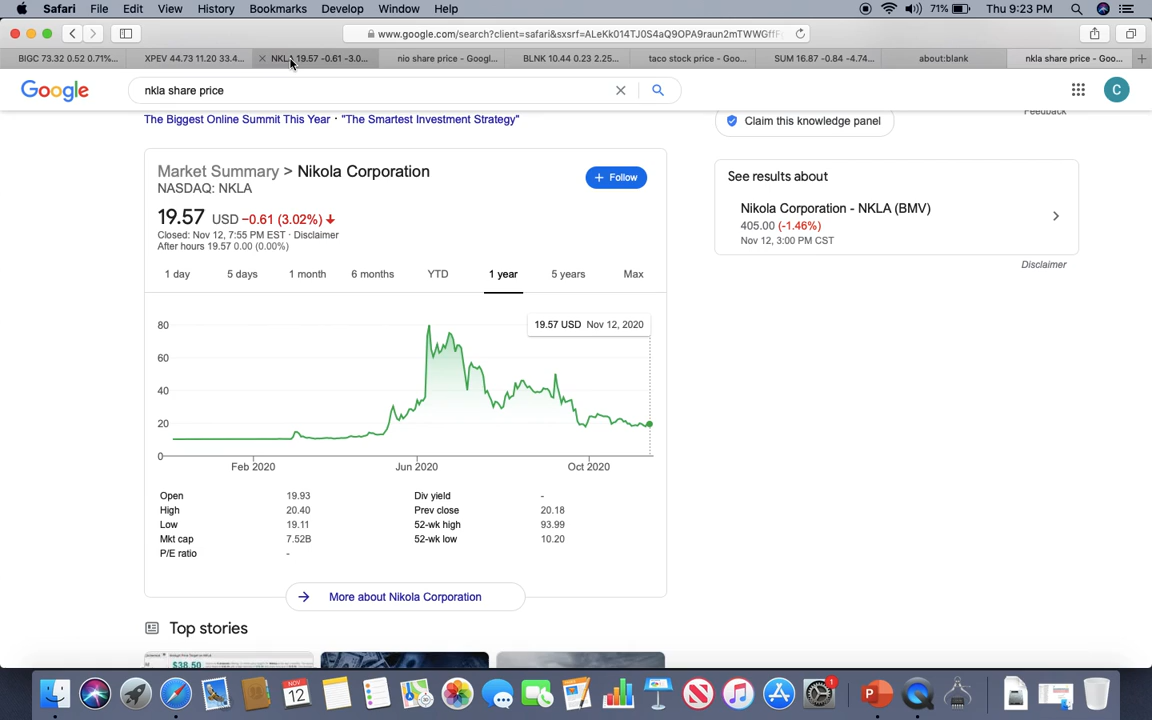 Safari File Edit View History Bookmarks Develop Window Help 71% Thu 9:23 PM
www.google.com/search?client=safari&sxsrf=ALeKk014TJ0S4aQ9OPA9raun2mTWWGfF
BIGC 73.32 0.52 0.71%... XPEV 44.73 11.20 33.4... NKLA 19.57 -0.61 -3.0... nio share price - Googl... BLNK 10.44 0.23 2.25... taco stock price - Goo... SUM 16.87 -0.84 -4.74... about:blank nkla share price - Goo...
Google nkla share price C
The Biggest Online Summit This Year · "The Smartest Investment Strategy"
Feedback
Claim this knowledge panel
Market Summary > Nikola Corporation
NASDAQ: NKLA
+ Follow
19.57 USD −0.61 (3.02%)
Closed: Nov 12, 7:55 PM EST · Disclaimer
After hours 19.57 0.00 (0.00%)
1 day 5 days 1 month 6 months YTD 1 year 5 years Max
19.57 USD Nov 12, 2020
80
60
40
20
0
Feb 2020 Jun 2020 Oct 2020
Open 19.93 Div yield -
High 20.40 Prev close 20.18
Low 19.11 52-wk high 93.99
Mkt cap 7.52B 52-wk low 10.20
P/E ratio -
More about Nikola Corporation
Top stories
$38.50
See results about
Nikola Corporation - NKLA (BMV)
405.00 (-1.46%)
Nov 12, 3:00 PM CST
Disclaimer
NOV
12
1